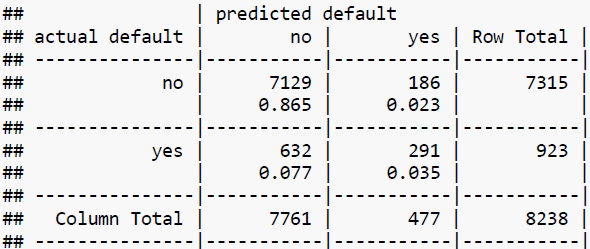 ##                 | predicted default
## actual default |        no |       yes | Row Total |
## ---------------|-----------|-----------|-----------|
##             no |      7129 |       186 |      7315 |
##                |     0.865 |     0.023 |           |
## ---------------|-----------|-----------|-----------|
##            yes |       632 |       291 |       923 |
##                |     0.077 |     0.035 |           |
## ---------------|-----------|-----------|-----------|
##   Column Total |      7761 |       477 |      8238 |
## ---------------|-----------|-----------|-----------|